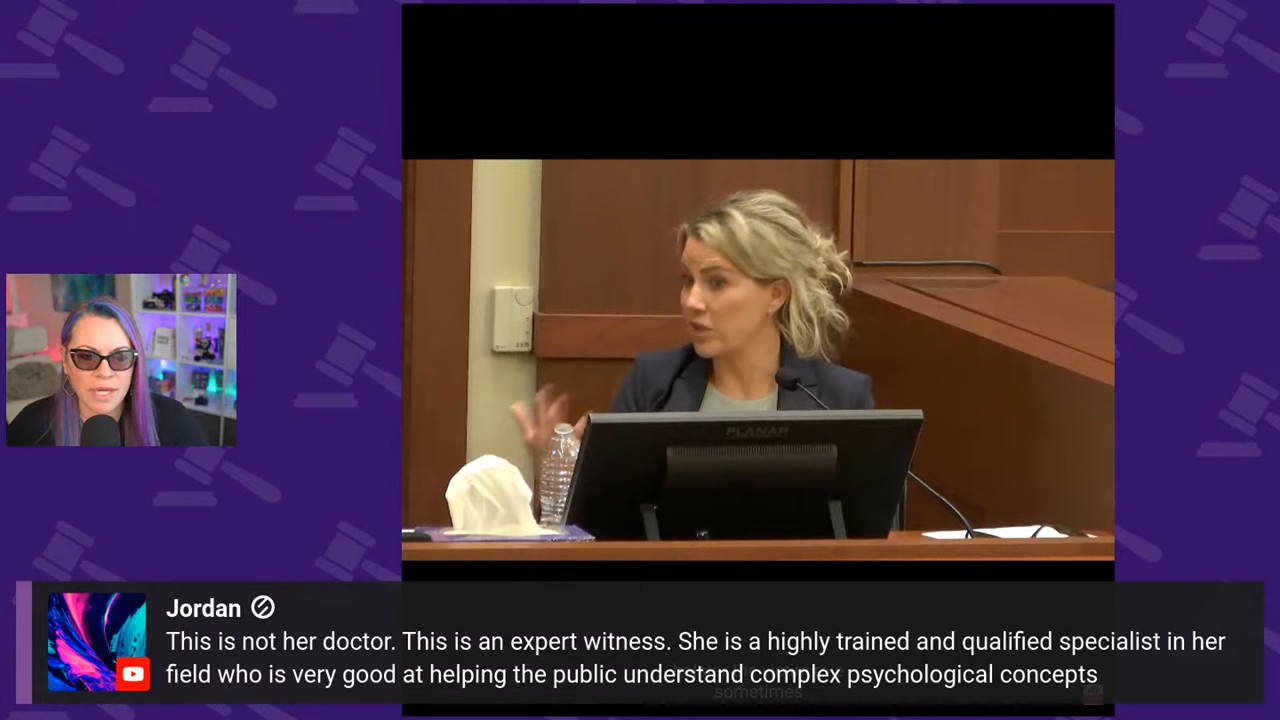 PLANAR
Jordan
This is not her doctor. This is an expert witness. She is a highly trained and qualified specialist in her
field who is very good at helping the public understand complex psychological concepts
sometimes